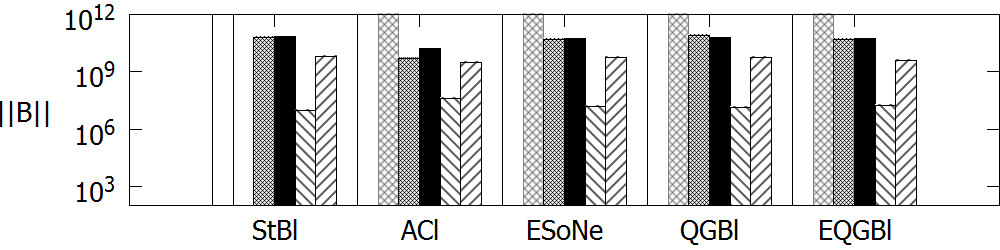 10¹²
10⁹
||B||
10⁶
10³
StBl ACl ESoNe QGBl EQGBl